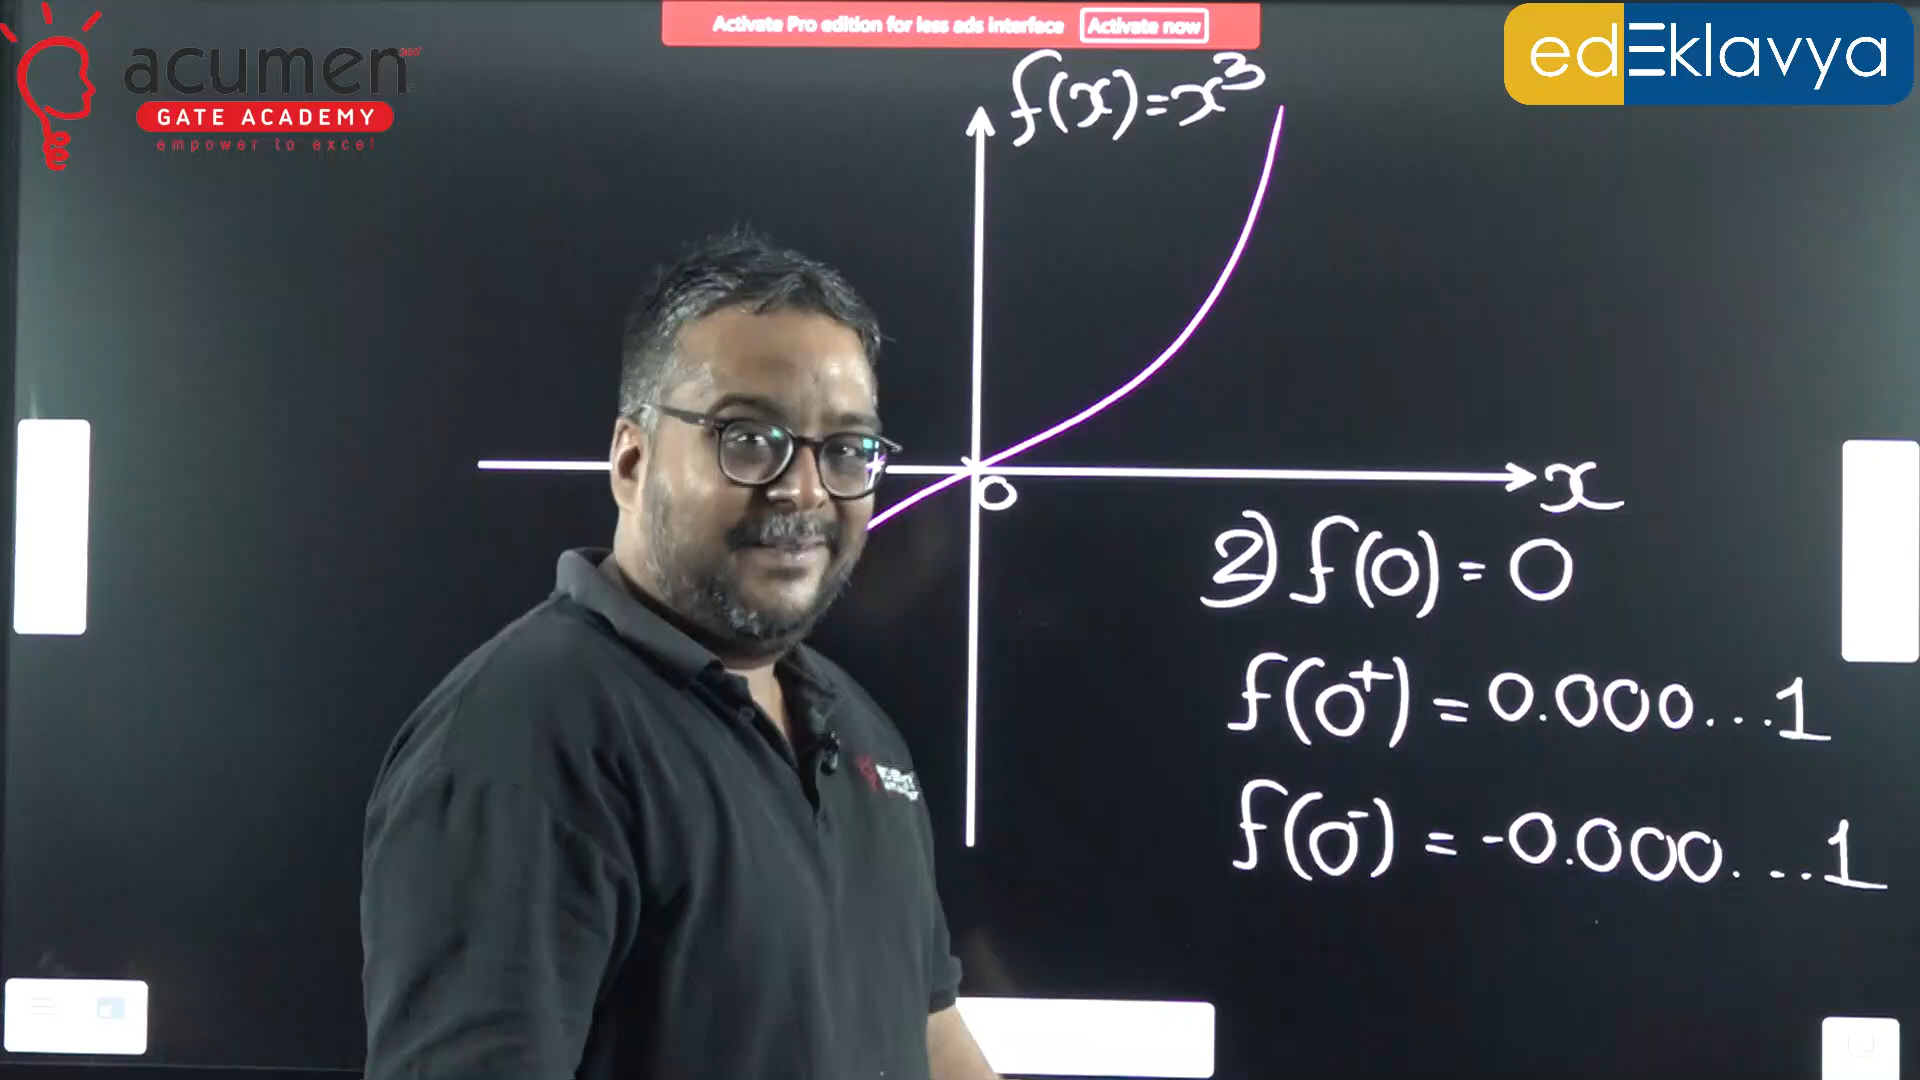 Activate Pro edition for less ads interface Activate now
acumen
GATE ACADEMY
empower to excel
edEklavya
f(x)=x³
x
0
2) f(0) = 0
f(0⁺) = 0.000...1
f(0⁻) = -0.000...1